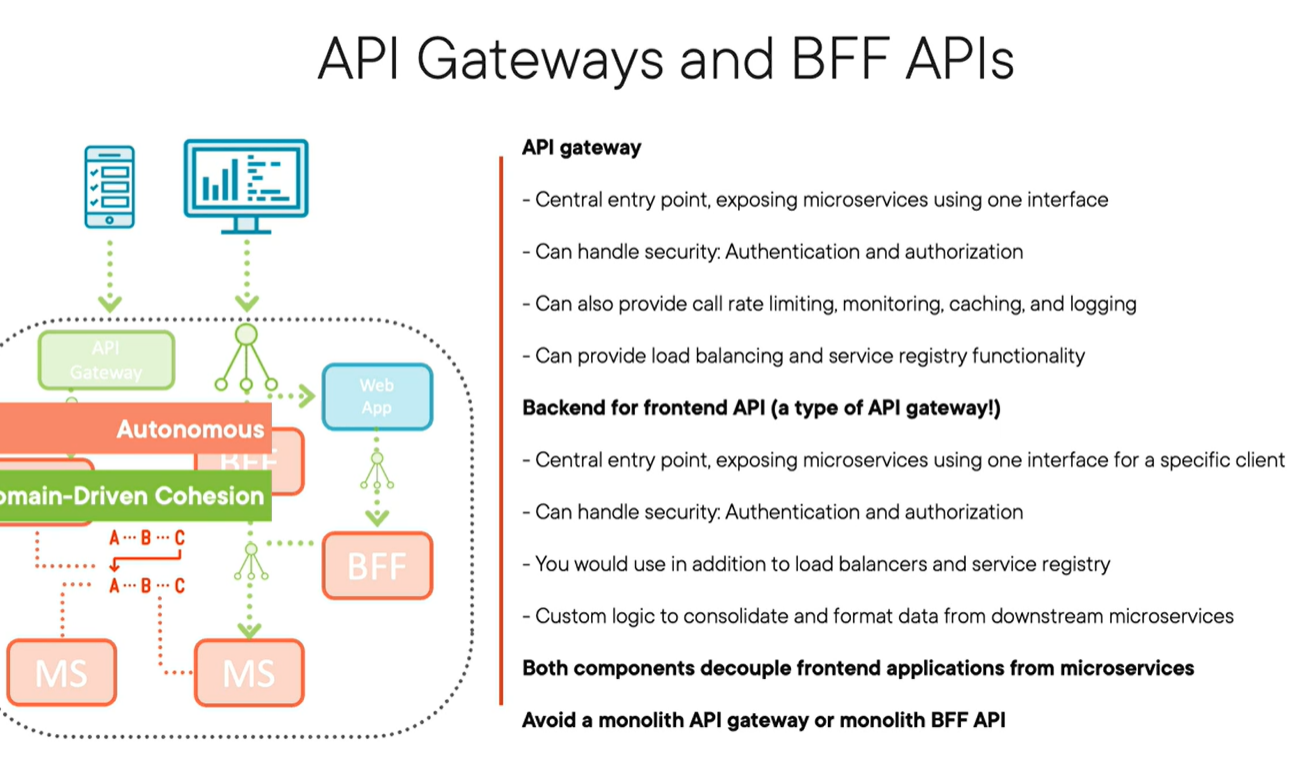 API Gateways and BFF APIs
API gateway
- Central entry point, exposing microservices using one interface
- Can handle security: Authentication and authorization
- Can also provide call rate limiting, monitoring, caching, and logging
- Can provide load balancing and service registry functionality
Backend for frontend API (a type of API gateway!)
- Central entry point, exposing microservices using one interface for a specific client
- Can handle security: Authentication and authorization
- You would use in addition to load balancers and service registry
- Custom logic to consolidate and format data from downstream microservices
Both components decouple frontend applications from microservices
Avoid a monolith API gateway or monolith BFF API
API
Gateway
Web
App
Autonomous
BFF
omain-Driven Cohesion
A ··· B ··· C
A ··· B ··· C
BFF
MS
MS